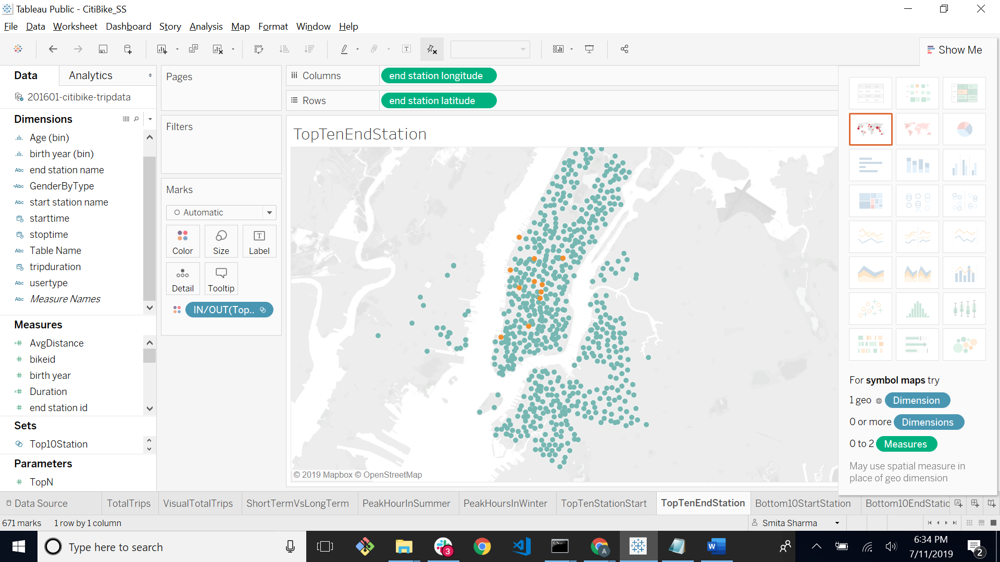 Tableau Public - CitiBike_SS
File Data Worksheet Dashboard Story Analysis Map Format Window Help
Show Me
Data Analytics
201601-citibike-tripdata
Dimensions
Age (bin)
birth year (bin)
Abc end station name
=Abc GenderByType
Abc start station name
starttime
stoptime
Abc Table Name
tripduration
Abc usertype
Abc Measure Names
Measures
AvgDistance
bikeid
birth year
Duration
end station id
Sets
Top10Station
Parameters
TopN
Pages
Filters
Marks
Automatic
Color Size Label
Detail Tooltip
IN/OUT(Top..
Columns end station longitude
Rows end station latitude
TopTenEndStation
© 2019 Mapbox © OpenStreetMap
For symbol maps try
1 geo Dimension
0 or more Dimensions
0 to 2 Measures
May use spatial measure in
place of geo dimension
Data Source TotalTrips VisualTotalTrips ShortTermVsLongTerm PeakHourInSummer PeakHoursInWinter TopTenStationStart TopTenEndStation Bottom10StartStation Bottom10EndStatio
671 marks 1 row by 1 column Smita Sharma
Type here to search
3
A
W
6:34 PM
7/11/2019
2